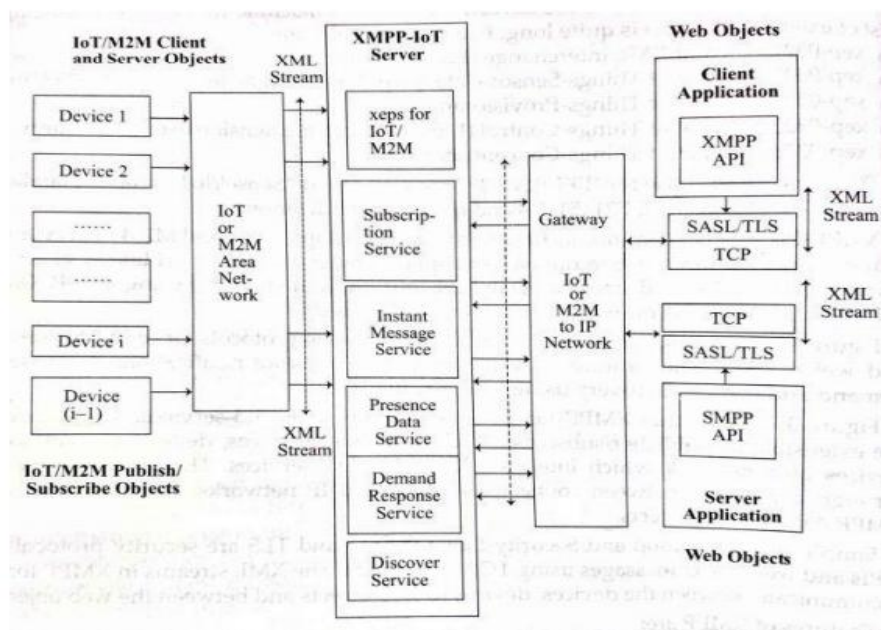 IoT/M2M Client
and Server Objects
Device 1
Device 2
Device i
Device
(i–1)
IoT/M2M Publish/
Subscribe Objects
IoT
or
M2M
Area
Net-
work
XML
Stream
XML
Stream
XMPP-IoT
Server
xeps for
IoT/
M2M
Subscrip-
tion
Service
Instant
Message
Service
Presence
Data
Service
Demand
Response
Service
Discover
Service
Gateway
IoT
or
M2M
to IP
Network
Web Objects
Client
Application
XMPP
API
SASL/TLS
TCP
XML
Stream
XML
Stream
TCP
SASL/TLS
SMPP
API
Server
Application
Web Objects